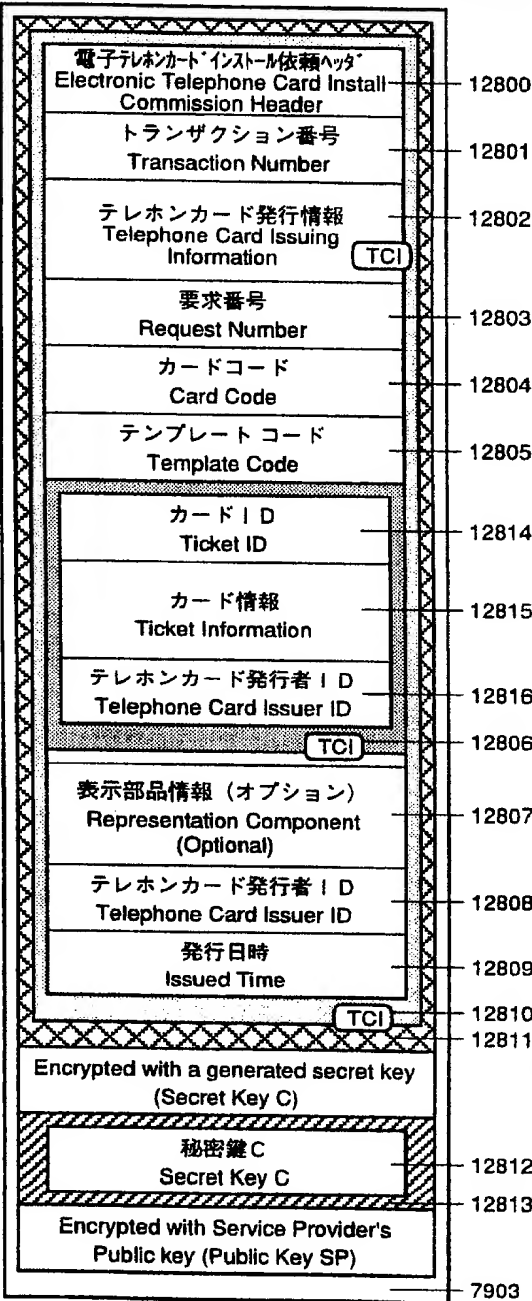 電子テレホンカードインストール依頼ヘッダ
Electronic Telephone Card Install
Commission Header
12800
トランザクション番号
Transaction Number
12801
テレホンカード発行情報
Telephone Card Issuing
Information
TCI
12802
要求番号
Request Number
12803
カードコード
Card Code
12804
テンプレート コード
Template Code
12805
カードID
Ticket ID
12814
カード情報
Ticket Information
12815
テレホンカード発行者ID
Telephone Card Issuer ID
12816
TCI
12806
表示部品情報（オプション）
Representation Component
(Optional)
12807
テレホンカード発行者ID
Telephone Card Issuer ID
12808
発行日時
Issued Time
12809
TCI
12810
12811
Encrypted with a generated secret key
(Secret Key C)
秘密鍵C
Secret Key C
12812
12813
Encrypted with Service Provider's
Public key (Public Key SP)
7903